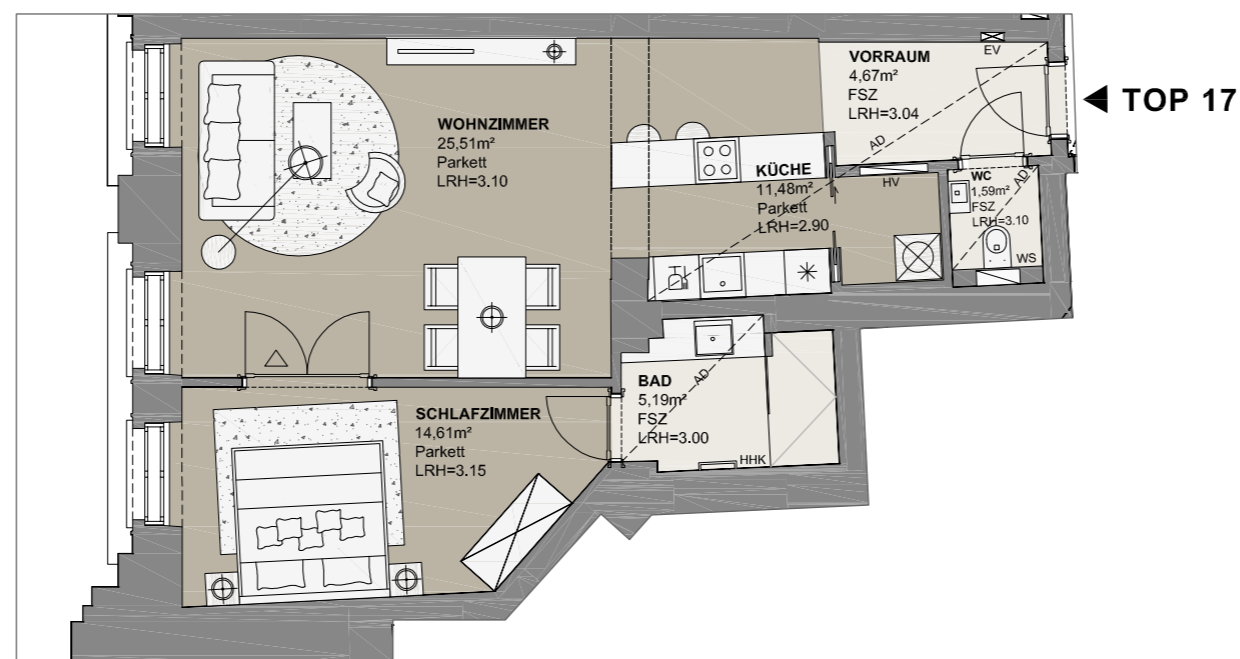 EV
VORRAUM
4,67m²
FSZ
LRH=3.04
AD
TOP 17
WOHNZIMMER
25,51m²
Parkett
LRH=3.10
KÜCHE
11,48m²
Parkett
LRH=2.90
HV
WC
1,59m²
FSZ
LRH=3.10
AD
WS
BAD
5,19m²
FSZ
LRH=3.00
AD
HHK
SCHLAFZIMMER
14,61m²
Parkett
LRH=3.15